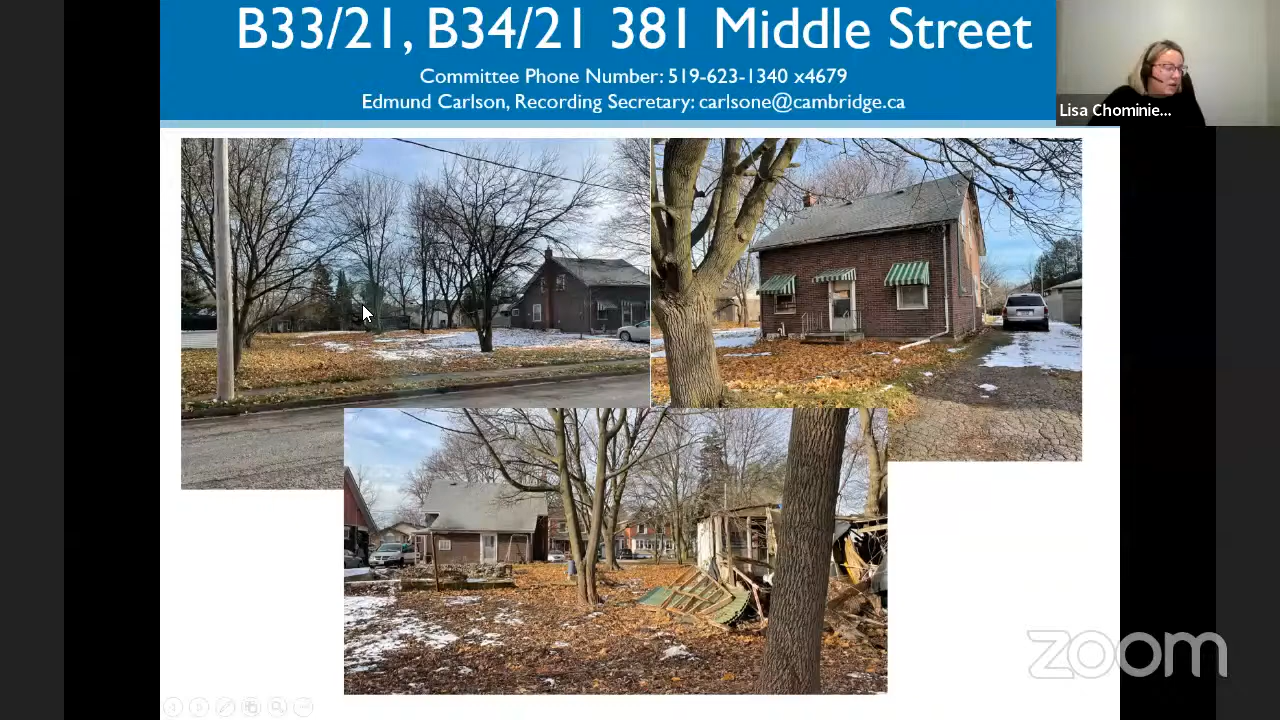 B33/21, B34/21 381 Middle Street
Committee Phone Number: 519-623-1340 x4679
Edmund Carlson, Recording Secretary: carlsone@cambridge.ca
Lisa Chominie...
zoom